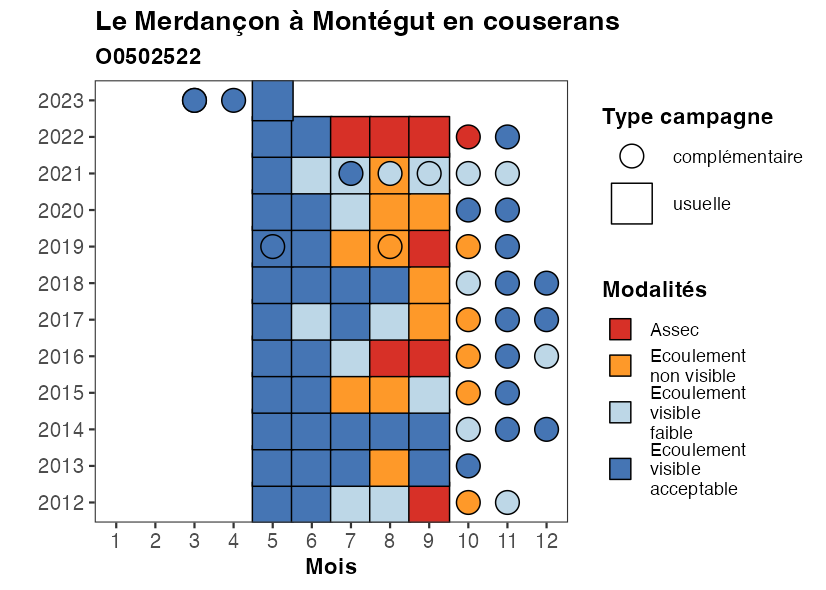 Le Merdançon à Montégut en couserans
O0502522
2023
2022
2021
2020
2019
2018
2017
2016
2015
2014
2013
2012
1 2 3 4 5 6 7 8 9 10 11 12
Mois
Type campagne
complémentaire
usuelle
Modalités
Assec
Ecoulement
non visible
Ecoulement
visible
faible
Ecoulement
visible
acceptable